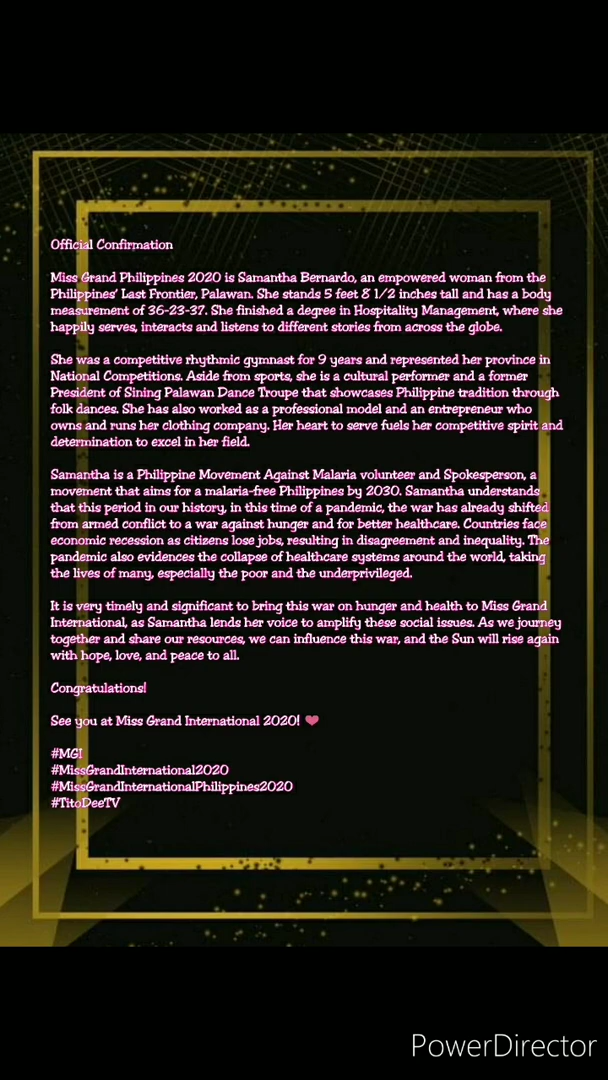 Official Confirmation
Miss Grand Philippines 2020 is Samantha Bernardo, an empowered woman from the
Philippines' Last Frontier, Palawan. She stands 5 feet 8 1/2 inches tall and has a body
measurement of 36-23-37. She finished a degree in Hospitality Management, where she
happily serves, interacts and listens to different stories from across the globe.
She was a competitive rhythmic gymnast for 9 years and represented her province in
National Competitions. Aside from sports, she is a cultural performer and a former
President of Sining Palawan Dance Troupe that showcases Philippine tradition through
folk dances. She has also worked as a professional model and an entrepreneur who
owns and runs her clothing company. Her heart to serve fuels her competitive spirit and
determination to excel in her field.
Samantha is a Philippine Movement Against Malaria volunteer and Spokesperson, a
movement that aims for a malaria-free Philippines by 2030. Samantha understands
that this period in our history, in this time of a pandemic, the war has already shifted
from armed conflict to a war against hunger and for better healthcare. Countries face
economic recession as citizens lose jobs, resulting in disagreement and inequality. The
pandemic also evidences the collapse of healthcare systems around the world, taking
the lives of many, especially the poor and the underprivileged.
It is very timely and significant to bring this war on hunger and health to Miss Grand
International, as Samantha lends her voice to amplify these social issues. As we journey
together and share our resources, we can influence this war, and the Sun will rise again
with hope, love, and peace to all.
Congratulations!
See you at Miss Grand International 2020! ❤
#MGI
#MissGrandInternational2020
#MissGrandInternationalPhilippines2020
#TitoDeeTV
PowerDirector